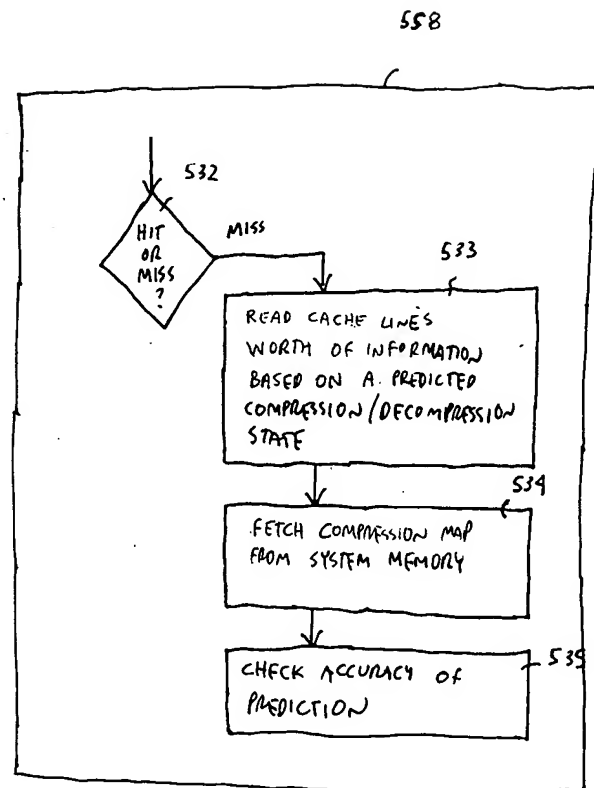 558
532
HIT
OR
MISS
?
MISS
533
READ CACHE LINE'S
WORTH OF INFORMATION
BASED ON A PREDICTED
COMPRESSION/DECOMPRESSION
STATE
534
FETCH COMPRESSION MAP
FROM SYSTEM MEMORY
535
CHECK ACCURACY OF
PREDICTION